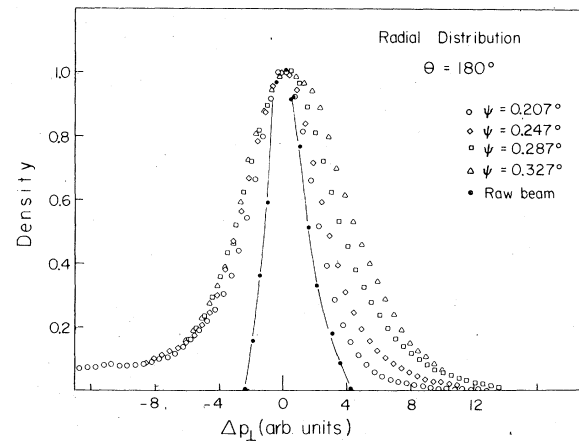 Radial Distribution
Θ = 180°
○ ψ = 0.207°
◇ ψ = 0.247°
□ ψ = 0.287°
△ ψ = 0.327°
• Raw beam
Density
1.0
0.8
0.6
0.4
0.2
-8 -4 0 4 8 12
Δp⊥(arb. units)